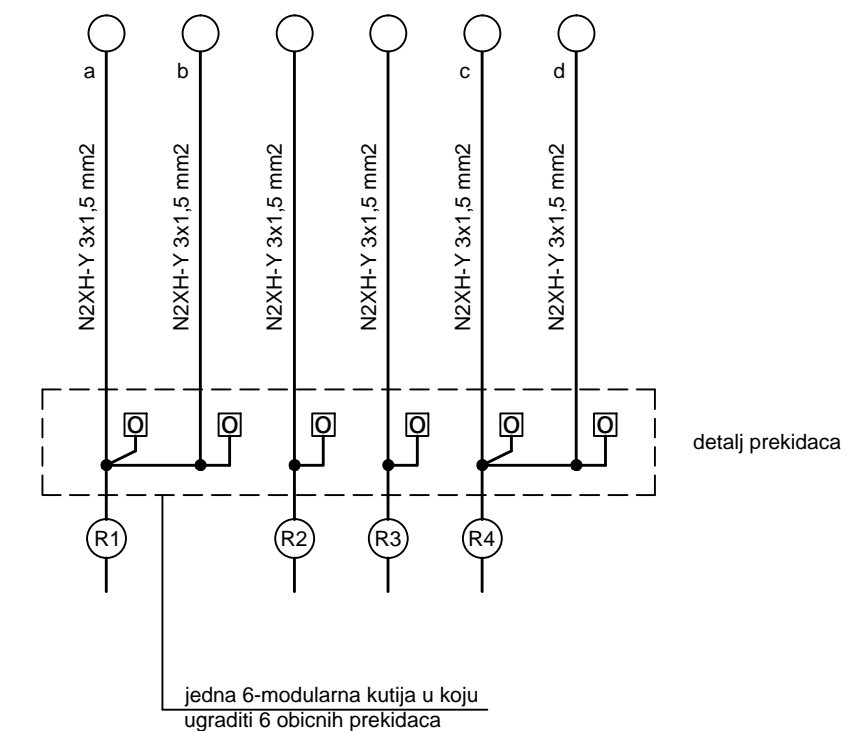 a b c d
N2XH-Y 3x1,5 mm2
N2XH-Y 3x1,5 mm2
N2XH-Y 3x1,5 mm2
N2XH-Y 3x1,5 mm2
N2XH-Y 3x1,5 mm2
N2XH-Y 3x1,5 mm2
O O O O O O
detalj prekidaca
R1 R2 R3 R4
jedna 6-modularna kutija u koju
ugraditi 6 obicnih prekidaca